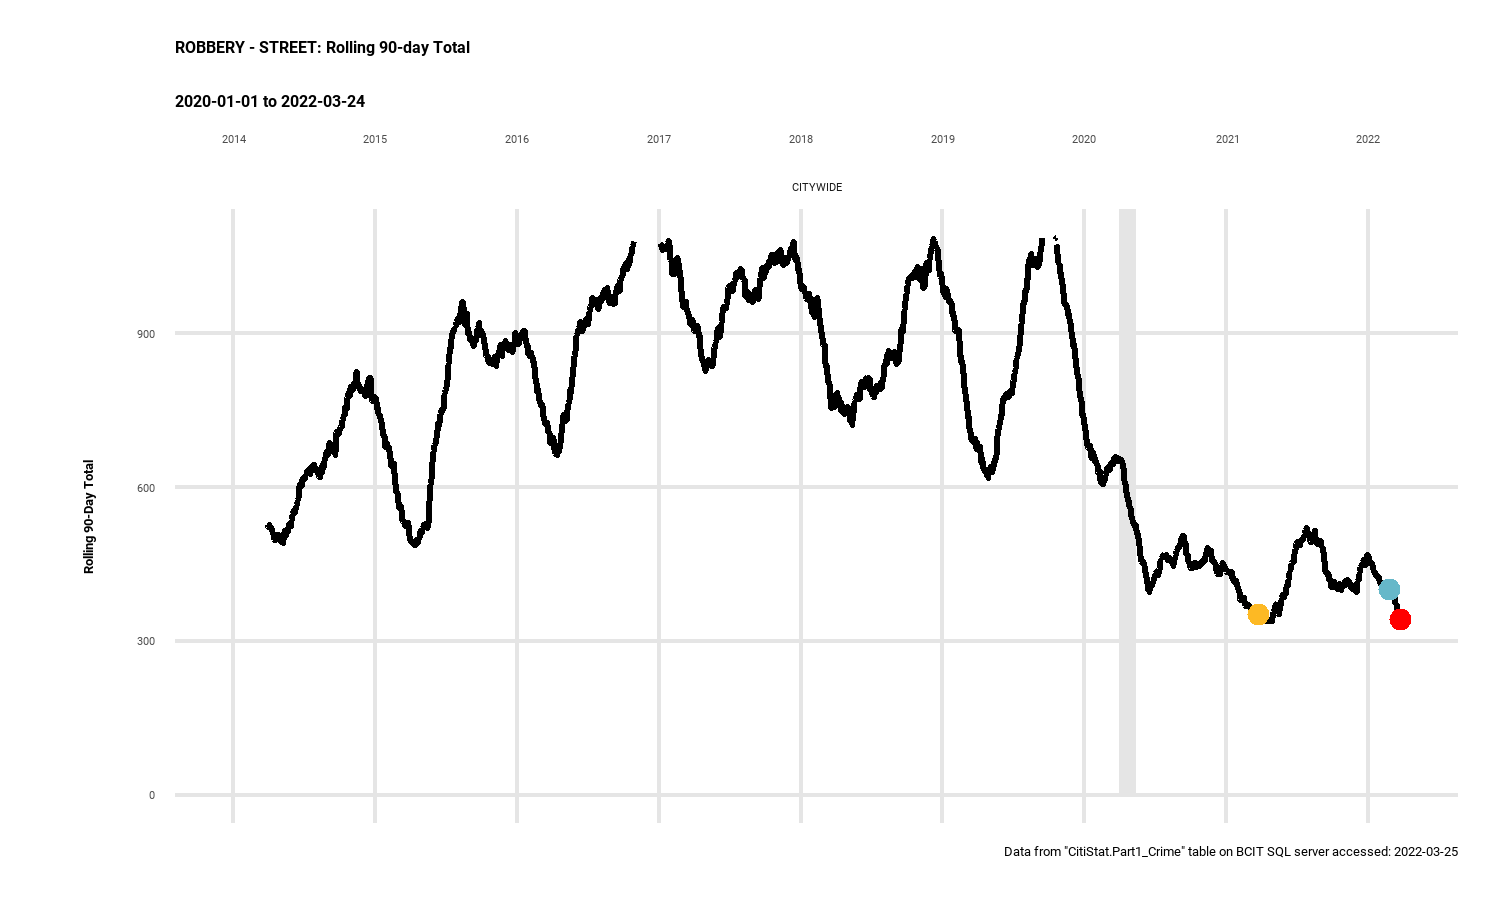 ROBBERY - STREET: Rolling 90-day Total
2020-01-01 to 2022-03-24
2014 2015 2016 2017 2018 2019 2020 2021 2022
CITYWIDE
900
600
300
0
Rolling 90-Day Total
Data from "CitiStat.Part1_Crime" table on BCIT SQL server accessed: 2022-03-25